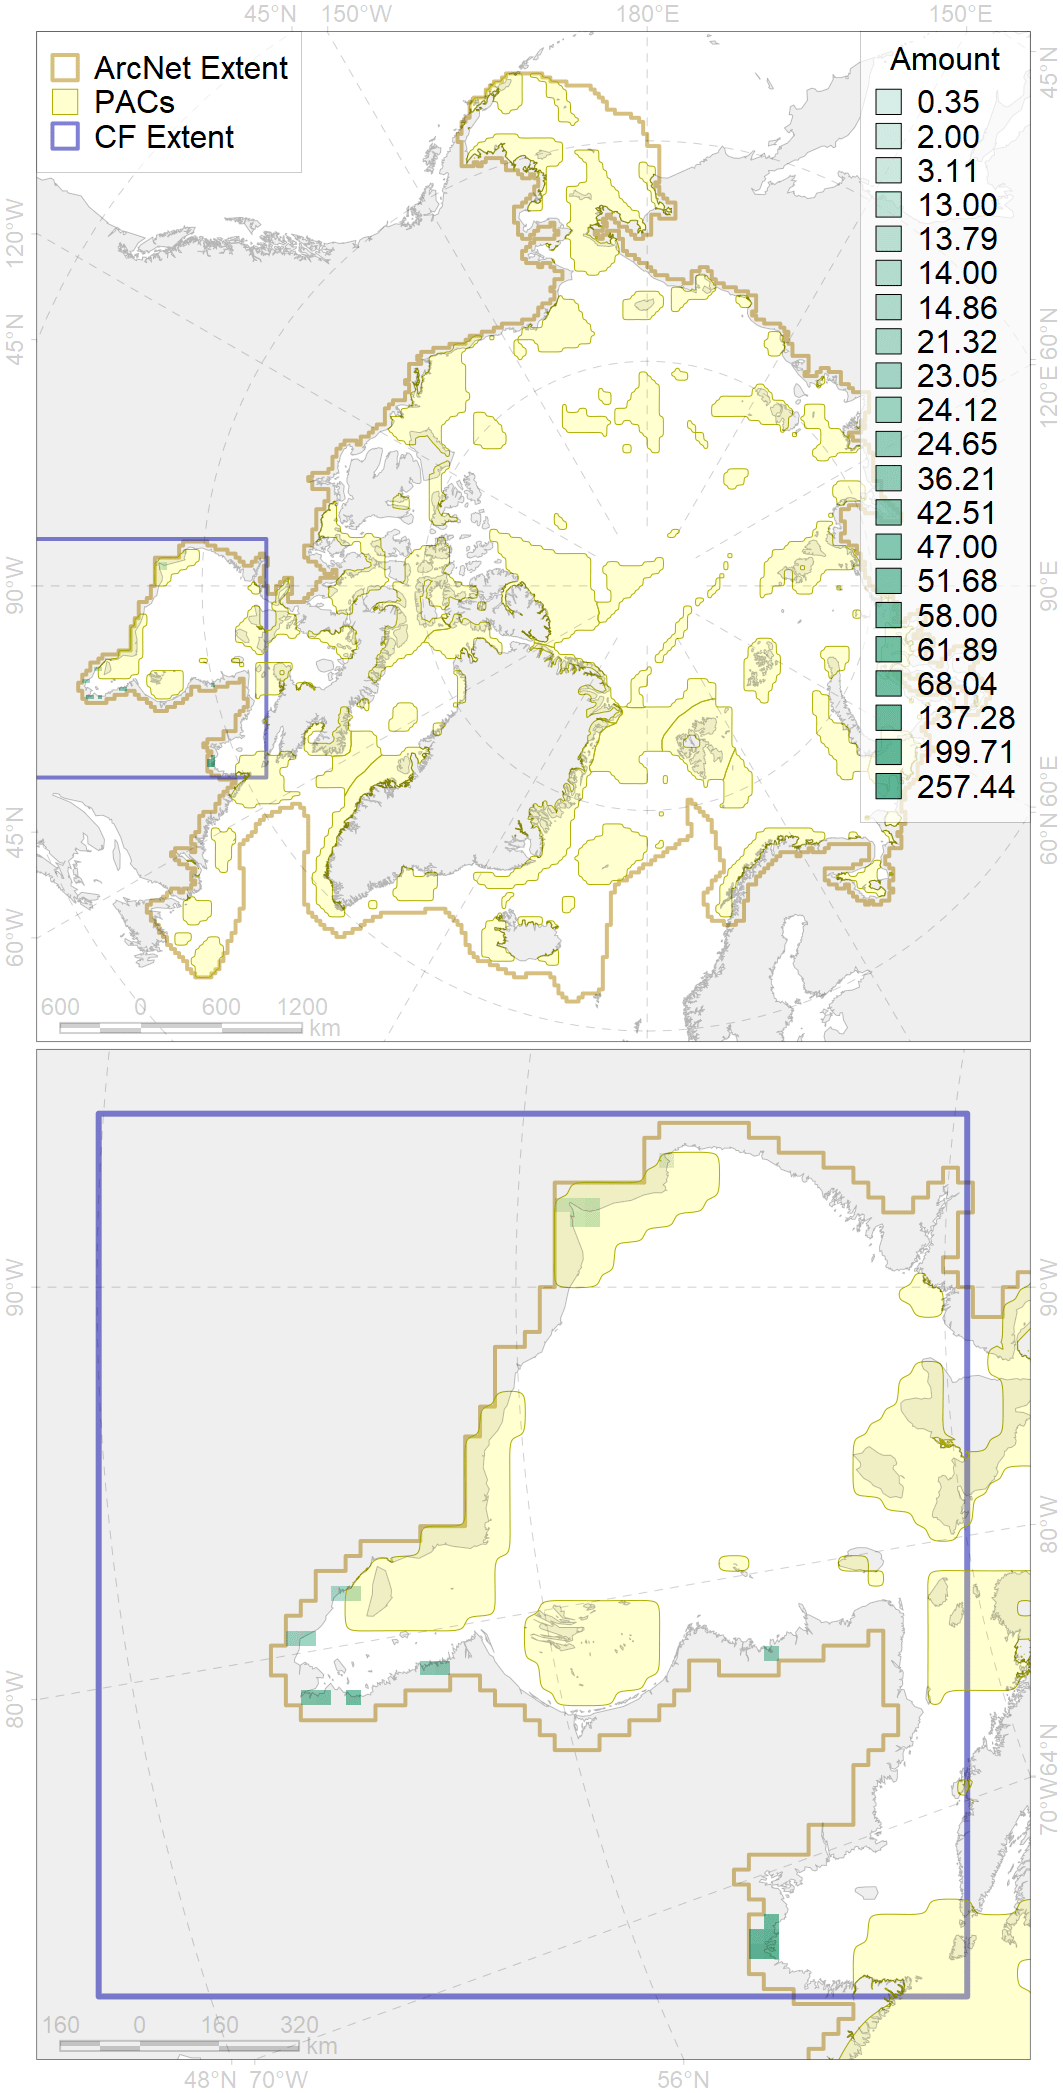 45°N 150°W 180°E 150°E
ArcNet Extent
PACs
CF Extent
Amount
0.35
2.00
3.11
13.00
13.79
14.00
14.86
21.32
23.05
24.12
24.65
36.21
42.51
47.00
51.68
58.00
61.89
68.04
137.28
199.71
257.44
120°W
45°N
90°W
45°N
60°W
45°N
60°N
120°E
90°E
60°E
60°N
600 0 600 1200
km
90°W
80°W
90°W
80°W
64°N
70°W
160 0 160 320
km
48°N 70°W 56°N